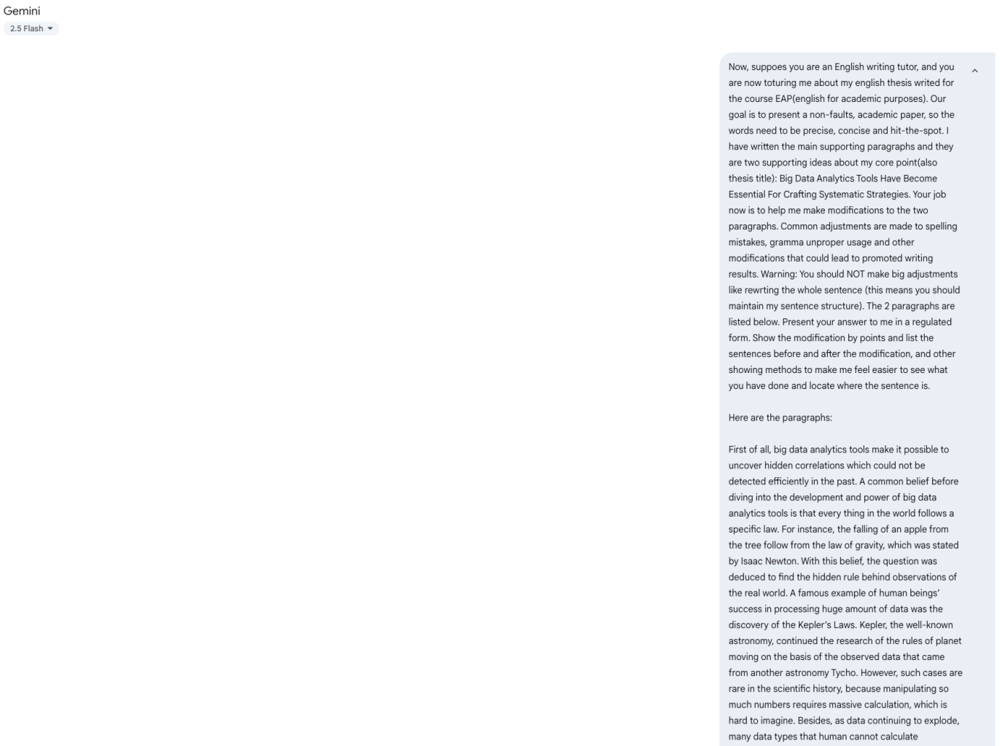 Gemini
2.5 Flash
Now, suppoes you are an English writing tutor, and you
are now toturing me about my english thesis writed for
the course EAP(english for academic purposes). Our
goal is to present a non-faults, academic paper, so the
words need to be precise, concise and hit-the-spot. I
have written the main supporting paragraphs and they
are two supporting ideas about my core point(also
thesis title): Big Data Analytics Tools Have Become
Essential For Crafting Systematic Strategies. Your job
now is to help me make modifications to the two
paragraphs. Common adjustments are made to spelling
mistakes, gramma unproper usage and other
modifications that could lead to promoted writing
results. Warning: You should NOT make big adjustments
like rewrting the whole sentence (this means you should
maintain my sentence structure). The 2 paragraphs are
listed below. Present your answer to me in a regulated
form. Show the modification by points and list the
sentences before and after the modification, and other
showing methods to make me feel easier to see what
you have done and locate where the sentence is.
Here are the paragraphs:
First of all, big data analytics tools make it possible to
uncover hidden correlations which could not be
detected efficiently in the past. A common belief before
diving into the development and power of big data
analytics tools is that every thing in the world follows a
specific law. For instance, the falling of an apple from
the tree follow from the law of gravity, which was stated
by Isaac Newton. With this belief, the question was
deduced to find the hidden rule behind observations of
the real world. A famous example of human beings’
success in processing huge amount of data was the
discovery of the Kepler’s Laws. Kepler, the well-known
astronomy, continued the research of the rules of planet
moving on the basis of the observed data that came
from another astronomy Tycho. However, such cases are
rare in the scientific history, because manipulating so
much numbers requires massive calculation, which is
hard to imagine. Besides, as data continuing to explode,
many data types that human cannot calculate